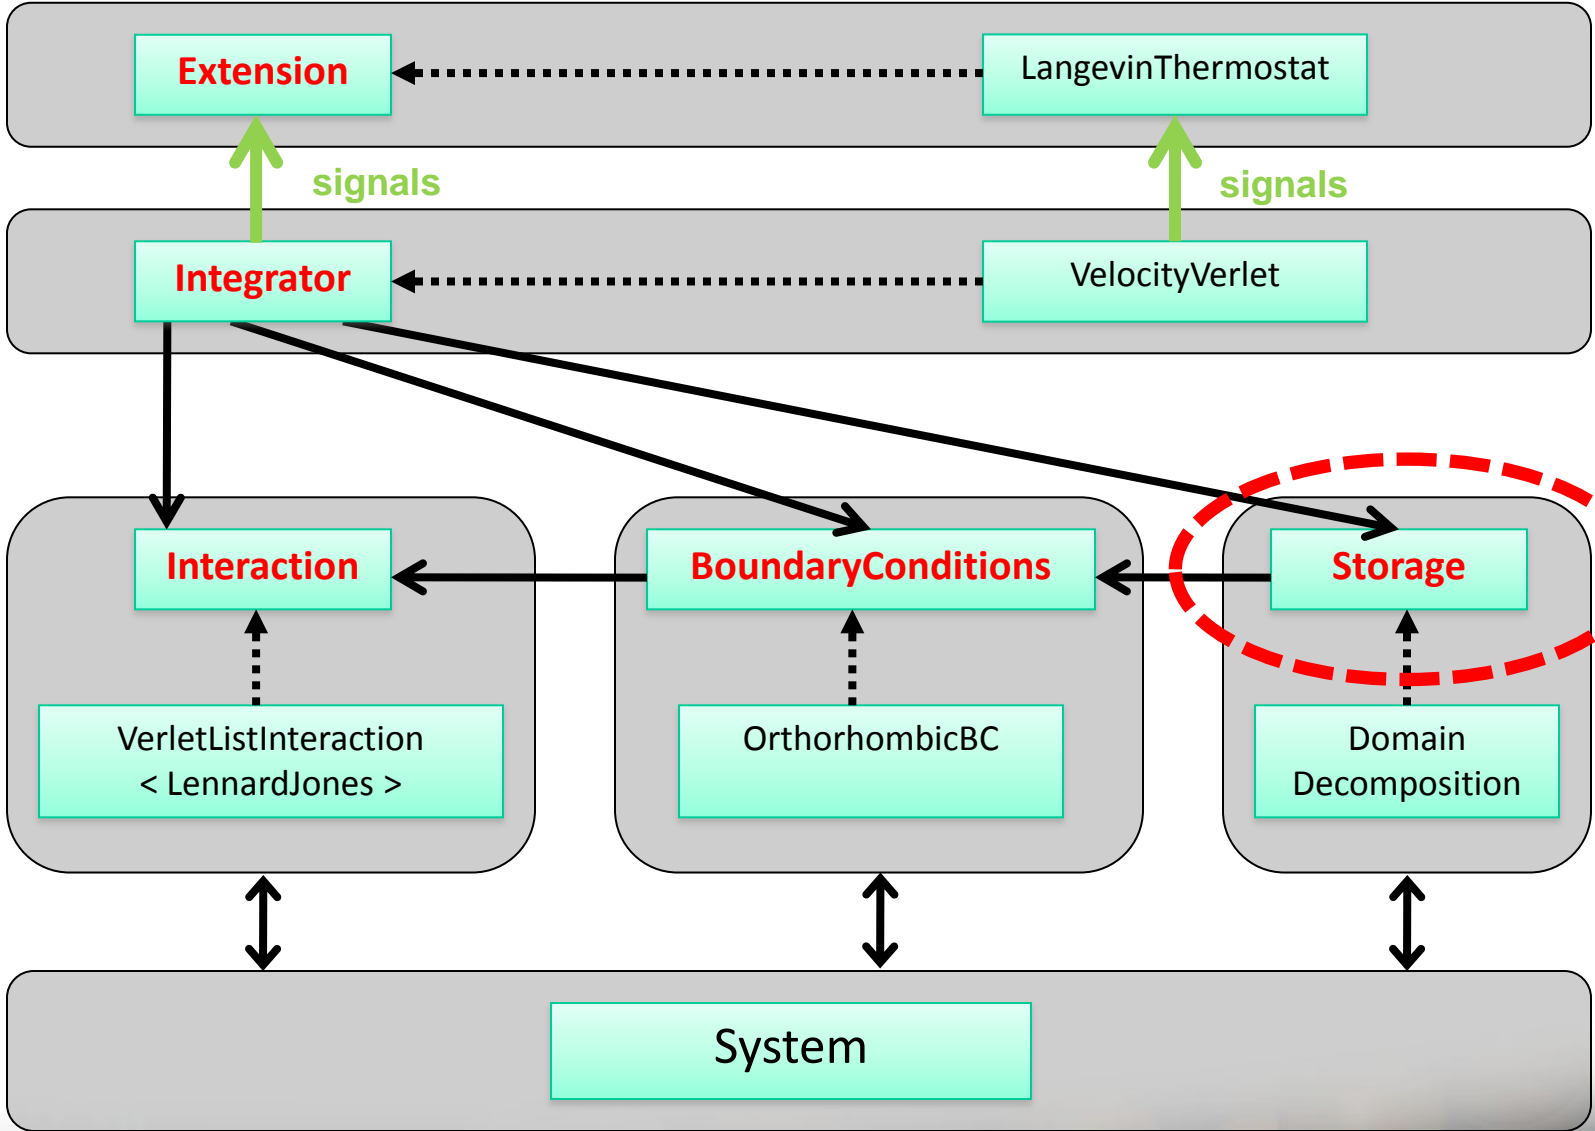 Extension
LangevinThermostat
signals
signals
Integrator
VelocityVerlet
Interaction
BoundaryConditions
Storage
VerletListInteraction
< LennardJones >
OrthorhombicBC
Domain
Decomposition
System